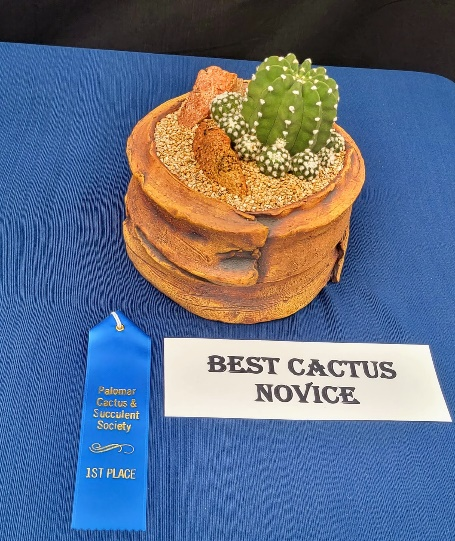 BEST CACTUS
NOVICE
Palomar
Cactus &
Succulent
Society
1ST PLACE